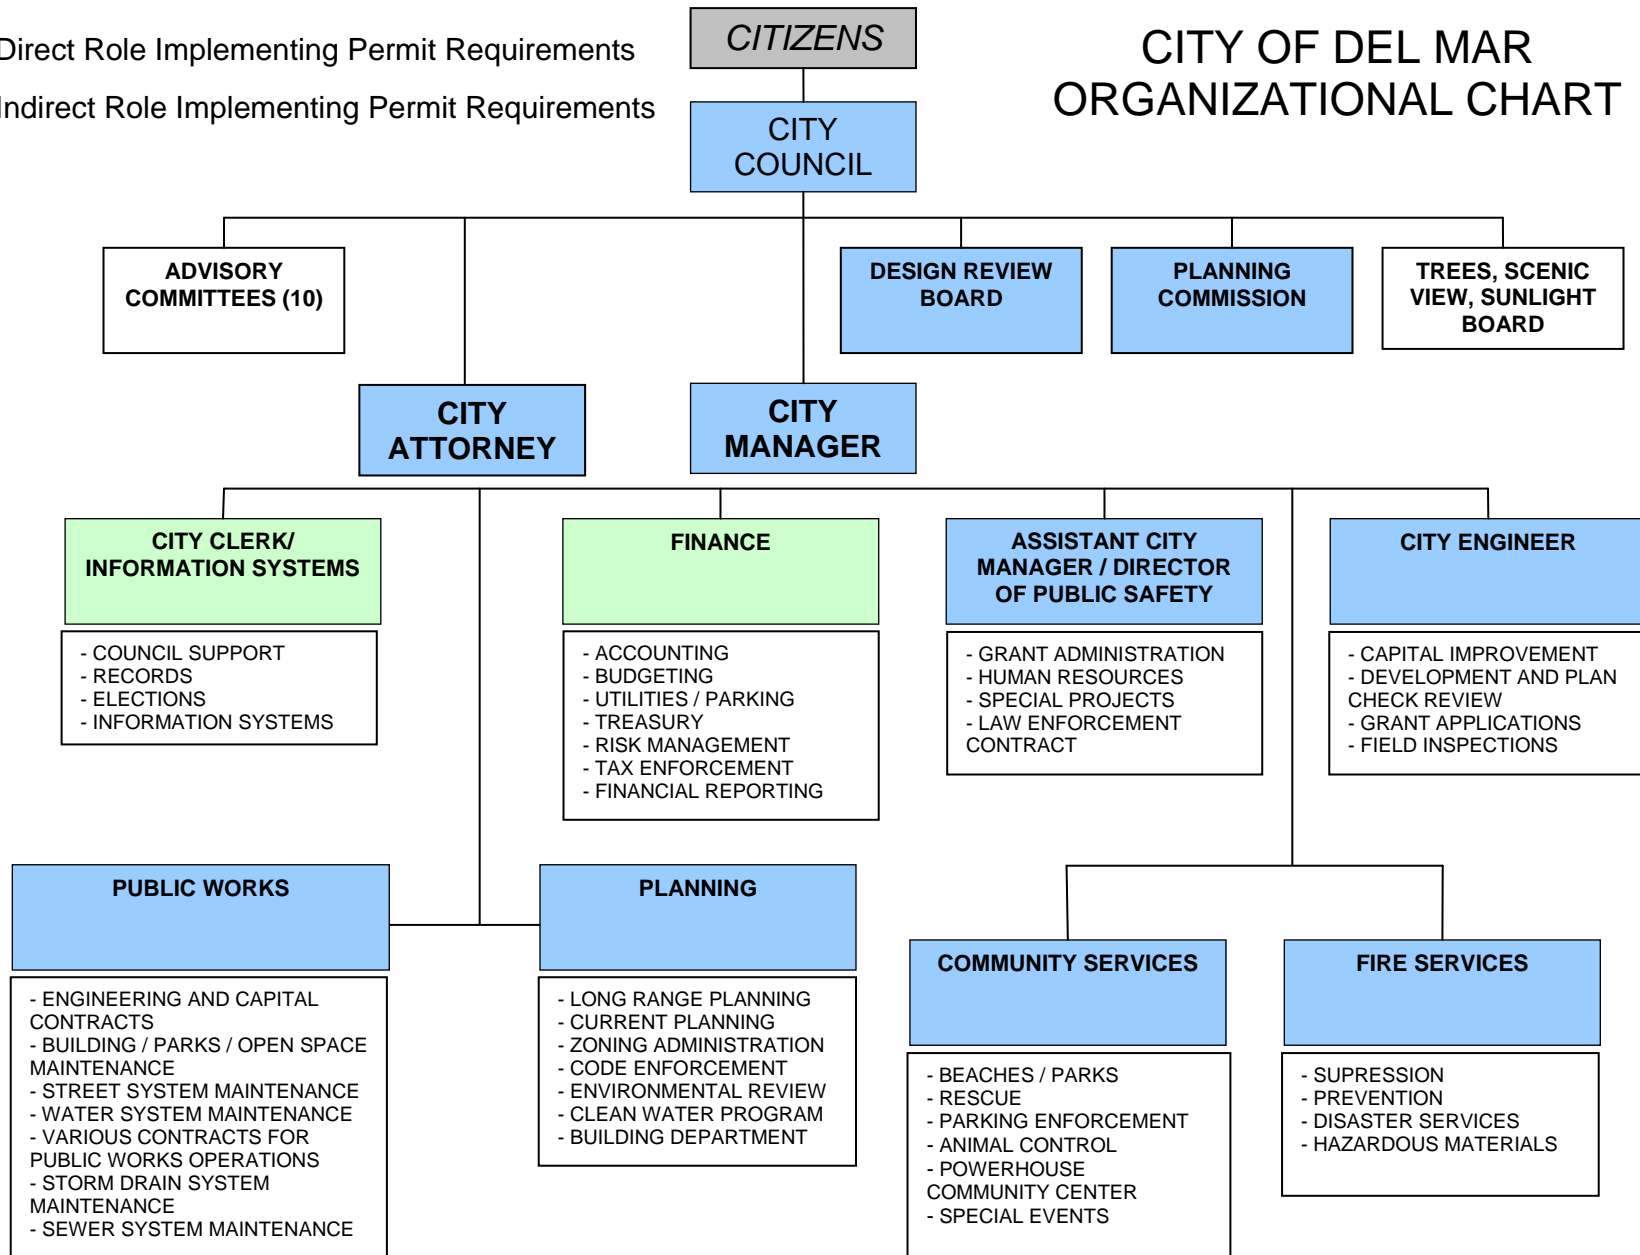 Direct Role Implementing Permit Requirements
Indirect Role Implementing Permit Requirements
CITIZENS
CITY OF DEL MAR
ORGANIZATIONAL CHART
CITY
COUNCIL
ADVISORY
COMMITTEES (10)
DESIGN REVIEW
BOARD
PLANNING
COMMISSION
TREES, SCENIC
VIEW, SUNLIGHT
BOARD
CITY
ATTORNEY
CITY
MANAGER
CITY CLERK/
INFORMATION SYSTEMS
- COUNCIL SUPPORT
- RECORDS
- ELECTIONS
- INFORMATION SYSTEMS
FINANCE
- ACCOUNTING
- BUDGETING
- UTILITIES / PARKING
- TREASURY
- RISK MANAGEMENT
- TAX ENFORCEMENT
- FINANCIAL REPORTING
ASSISTANT CITY
MANAGER / DIRECTOR
OF PUBLIC SAFETY
- GRANT ADMINISTRATION
- HUMAN RESOURCES
- SPECIAL PROJECTS
- LAW ENFORCEMENT
CONTRACT
CITY ENGINEER
- CAPITAL IMPROVEMENT
- DEVELOPMENT AND PLAN
CHECK REVIEW
- GRANT APPLICATIONS
- FIELD INSPECTIONS
PUBLIC WORKS
- ENGINEERING AND CAPITAL
CONTRACTS
- BUILDING / PARKS / OPEN SPACE
MAINTENANCE
- STREET SYSTEM MAINTENANCE
- WATER SYSTEM MAINTENANCE
- VARIOUS CONTRACTS FOR
PUBLIC WORKS OPERATIONS
- STORM DRAIN SYSTEM
MAINTENANCE
- SEWER SYSTEM MAINTENANCE
PLANNING
- LONG RANGE PLANNING
- CURRENT PLANNING
- ZONING ADMINISTRATION
- CODE ENFORCEMENT
- ENVIRONMENTAL REVIEW
- CLEAN WATER PROGRAM
- BUILDING DEPARTMENT
COMMUNITY SERVICES
- BEACHES / PARKS
- RESCUE
- PARKING ENFORCEMENT
- ANIMAL CONTROL
- POWERHOUSE
COMMUNITY CENTER
- SPECIAL EVENTS
FIRE SERVICES
- SUPRESSION
- PREVENTION
- DISASTER SERVICES
- HAZARDOUS MATERIALS